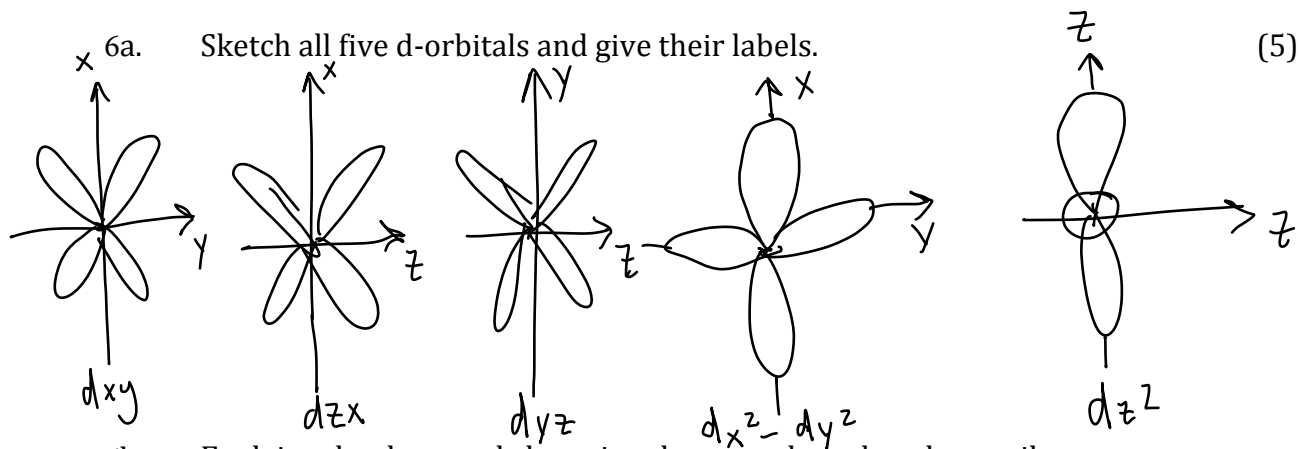 6a. Sketch all five d-orbitals and give their labels. (5)
x
y
dxy
x
z
dzx
y
z
dyz
x
y
dx² - dy²
z
z
dz²